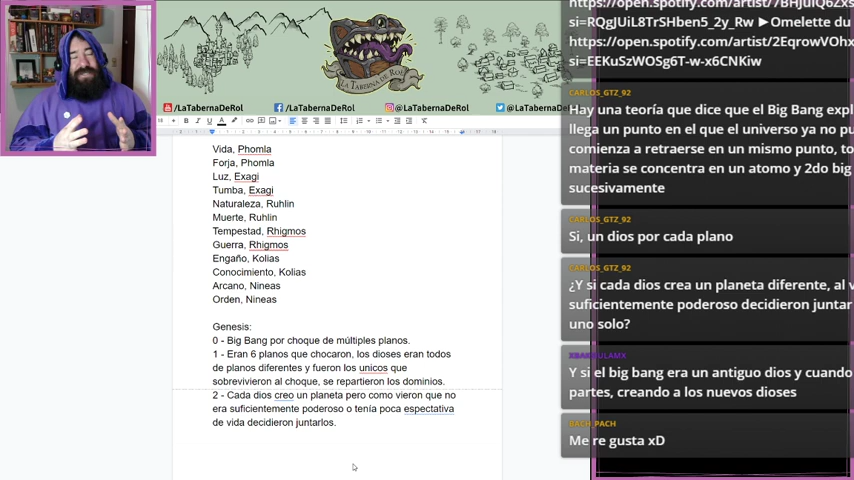 LA TABERNA DE ROL
/LaTabernaDeRol
/LaTabernaDeRol
@LaTabernaDeRol
@LaTabernaDeRol
Vida, Phomla
Forja, Phomla
Luz, Exagi
Tumba, Exagi
Naturaleza, Ruhlin
Muerte, Ruhlin
Tempestad, Rhigmos
Guerra, Rhigmos
Engaño, Kolias
Conocimiento, Kolias
Arcano, Nineas
Orden, Nineas
Genesis:
0 - Big Bang por choque de múltiples planos.
1 - Eran 6 planos que chocaron, los dioses eran todos
de planos diferentes y fueron los unicos que
sobrevivieron al choque, se repartieron los dominios.
2 - Cada dios creo un planeta pero como vieron que no
era suficientemente poderoso o tenía poca espectativa
de vida decidieron juntarlos.
si=RQgJUiL8TrSHben5_2y_Rw ►Omelette du
https://open.spotify.com/artist/2EqrowVOhx
si=EEKuSzWOSg6T-w-x6CNKiw
CARLOS_GTZ_92
Hay una teoría que dice que el Big Bang expl
llega un punto en el que el universo ya no pu
comienza a retraerse en un mismo punto, to
materia se concentra en un atomo y 2do big
sucesivamente
CARLOS_GTZ_92
Si, un dios por cada plano
CARLOS_GTZ_92
¿Y si cada dios crea un planeta diferente, al v
suficientemente poderoso decidieron juntar
uno solo?
Y si el big bang era un antiguo dios y cuando
partes, creando a los nuevos dioses
BACH_PACH
Me re gusta xD